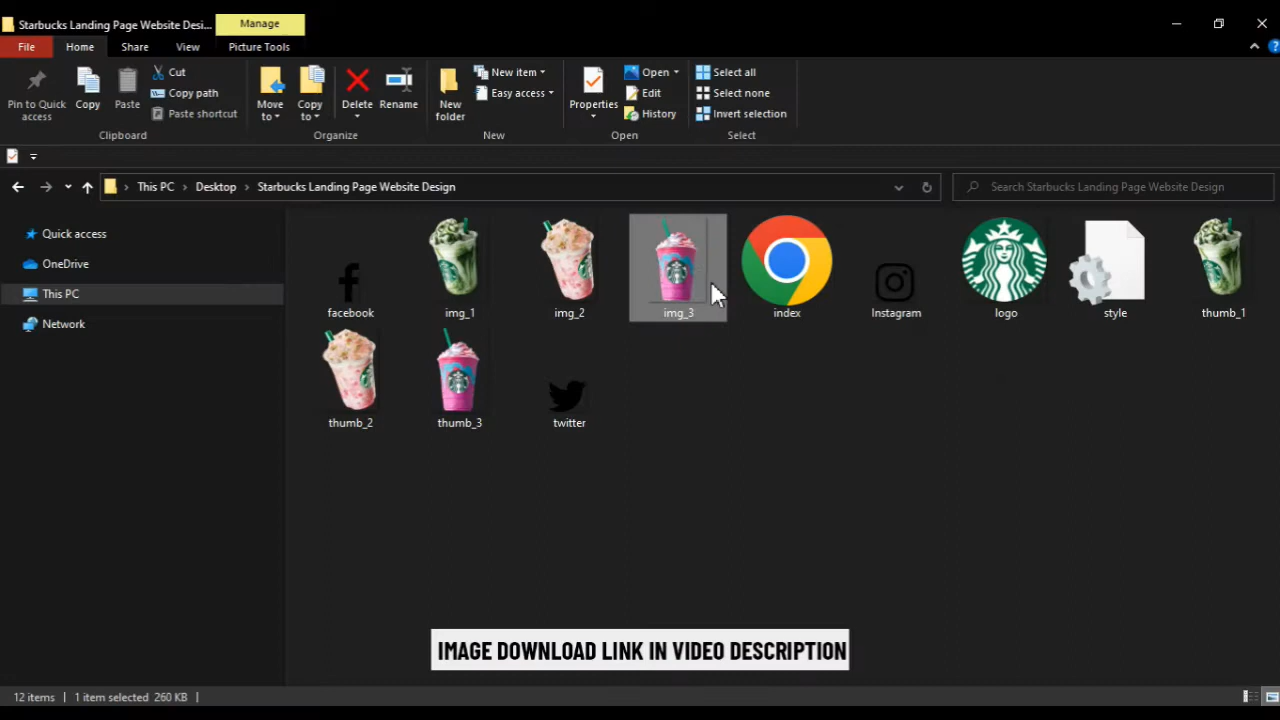 Starbucks Landing Page Website Desi...
Manage
File
Home
Share
View
Picture Tools
Pin to Quick access
Copy
Paste
Cut
Copy path
Paste shortcut
Clipboard
Move to
Copy to
Delete
Rename
Organize
New folder
New item
Easy access
New
Properties
Open
Edit
History
Open
Select all
Select none
Invert selection
Select
This PC
Desktop
Starbucks Landing Page Website Design
Search Starbucks Landing Page Website Design
Quick access
OneDrive
This PC
Network
facebook
img_1
img_2
img_3
index
Instagram
logo
style
thumb_1
thumb_2
thumb_3
twitter
IMAGE DOWNLOAD LINK IN VIDEO DESCRIPTION
12 items
1 item selected 260 KB